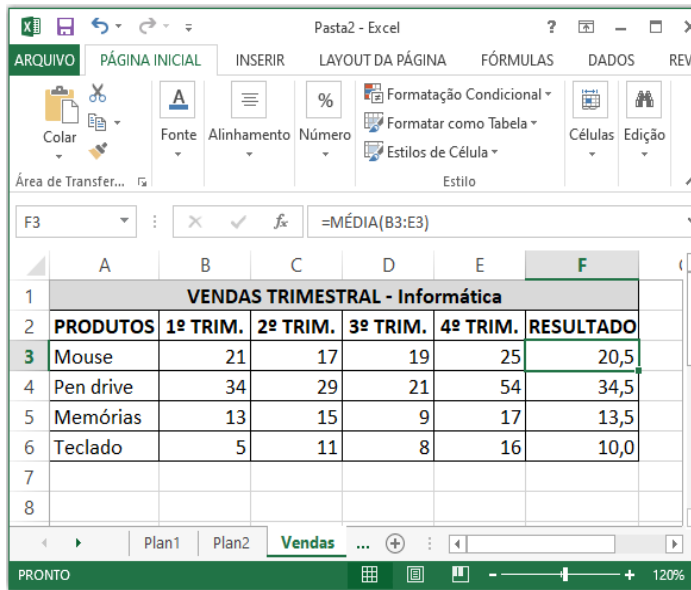 Pasta2 - Excel ?
ARQUIVO PÁGINA INICIAL INSERIR LAYOUT DA PÁGINA FÓRMULAS DADOS REV
Colar
Fonte
Alinhamento
%
Número
Formatação Condicional
Formatar como Tabela
Estilos de Célula
Células
Edição
Área de Transfer... Estilo
F3 fx =MÉDIA(B3:E3)
A B C D E F
1 VENDAS TRIMESTRAL - Informática
2 PRODUTOS 1º TRIM. 2º TRIM. 3º TRIM. 4º TRIM. RESULTADO
3 Mouse 21 17 19 25 20,5
4 Pen drive 34 29 21 54 34,5
5 Memórias 13 15 9 17 13,5
6 Teclado 5 11 8 16 10,0
7
8
Plan1 Plan2 Vendas ...
PRONTO 120%